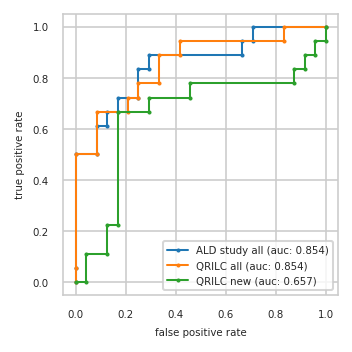 1.0
0.8
0.6
0.4
0.2
0.0
true positive rate
ALD study all (auc: 0.854)
QRILC all (auc: 0.854)
QRILC new (auc: 0.657)
0.0 0.2 0.4 0.6 0.8 1.0
false positive rate